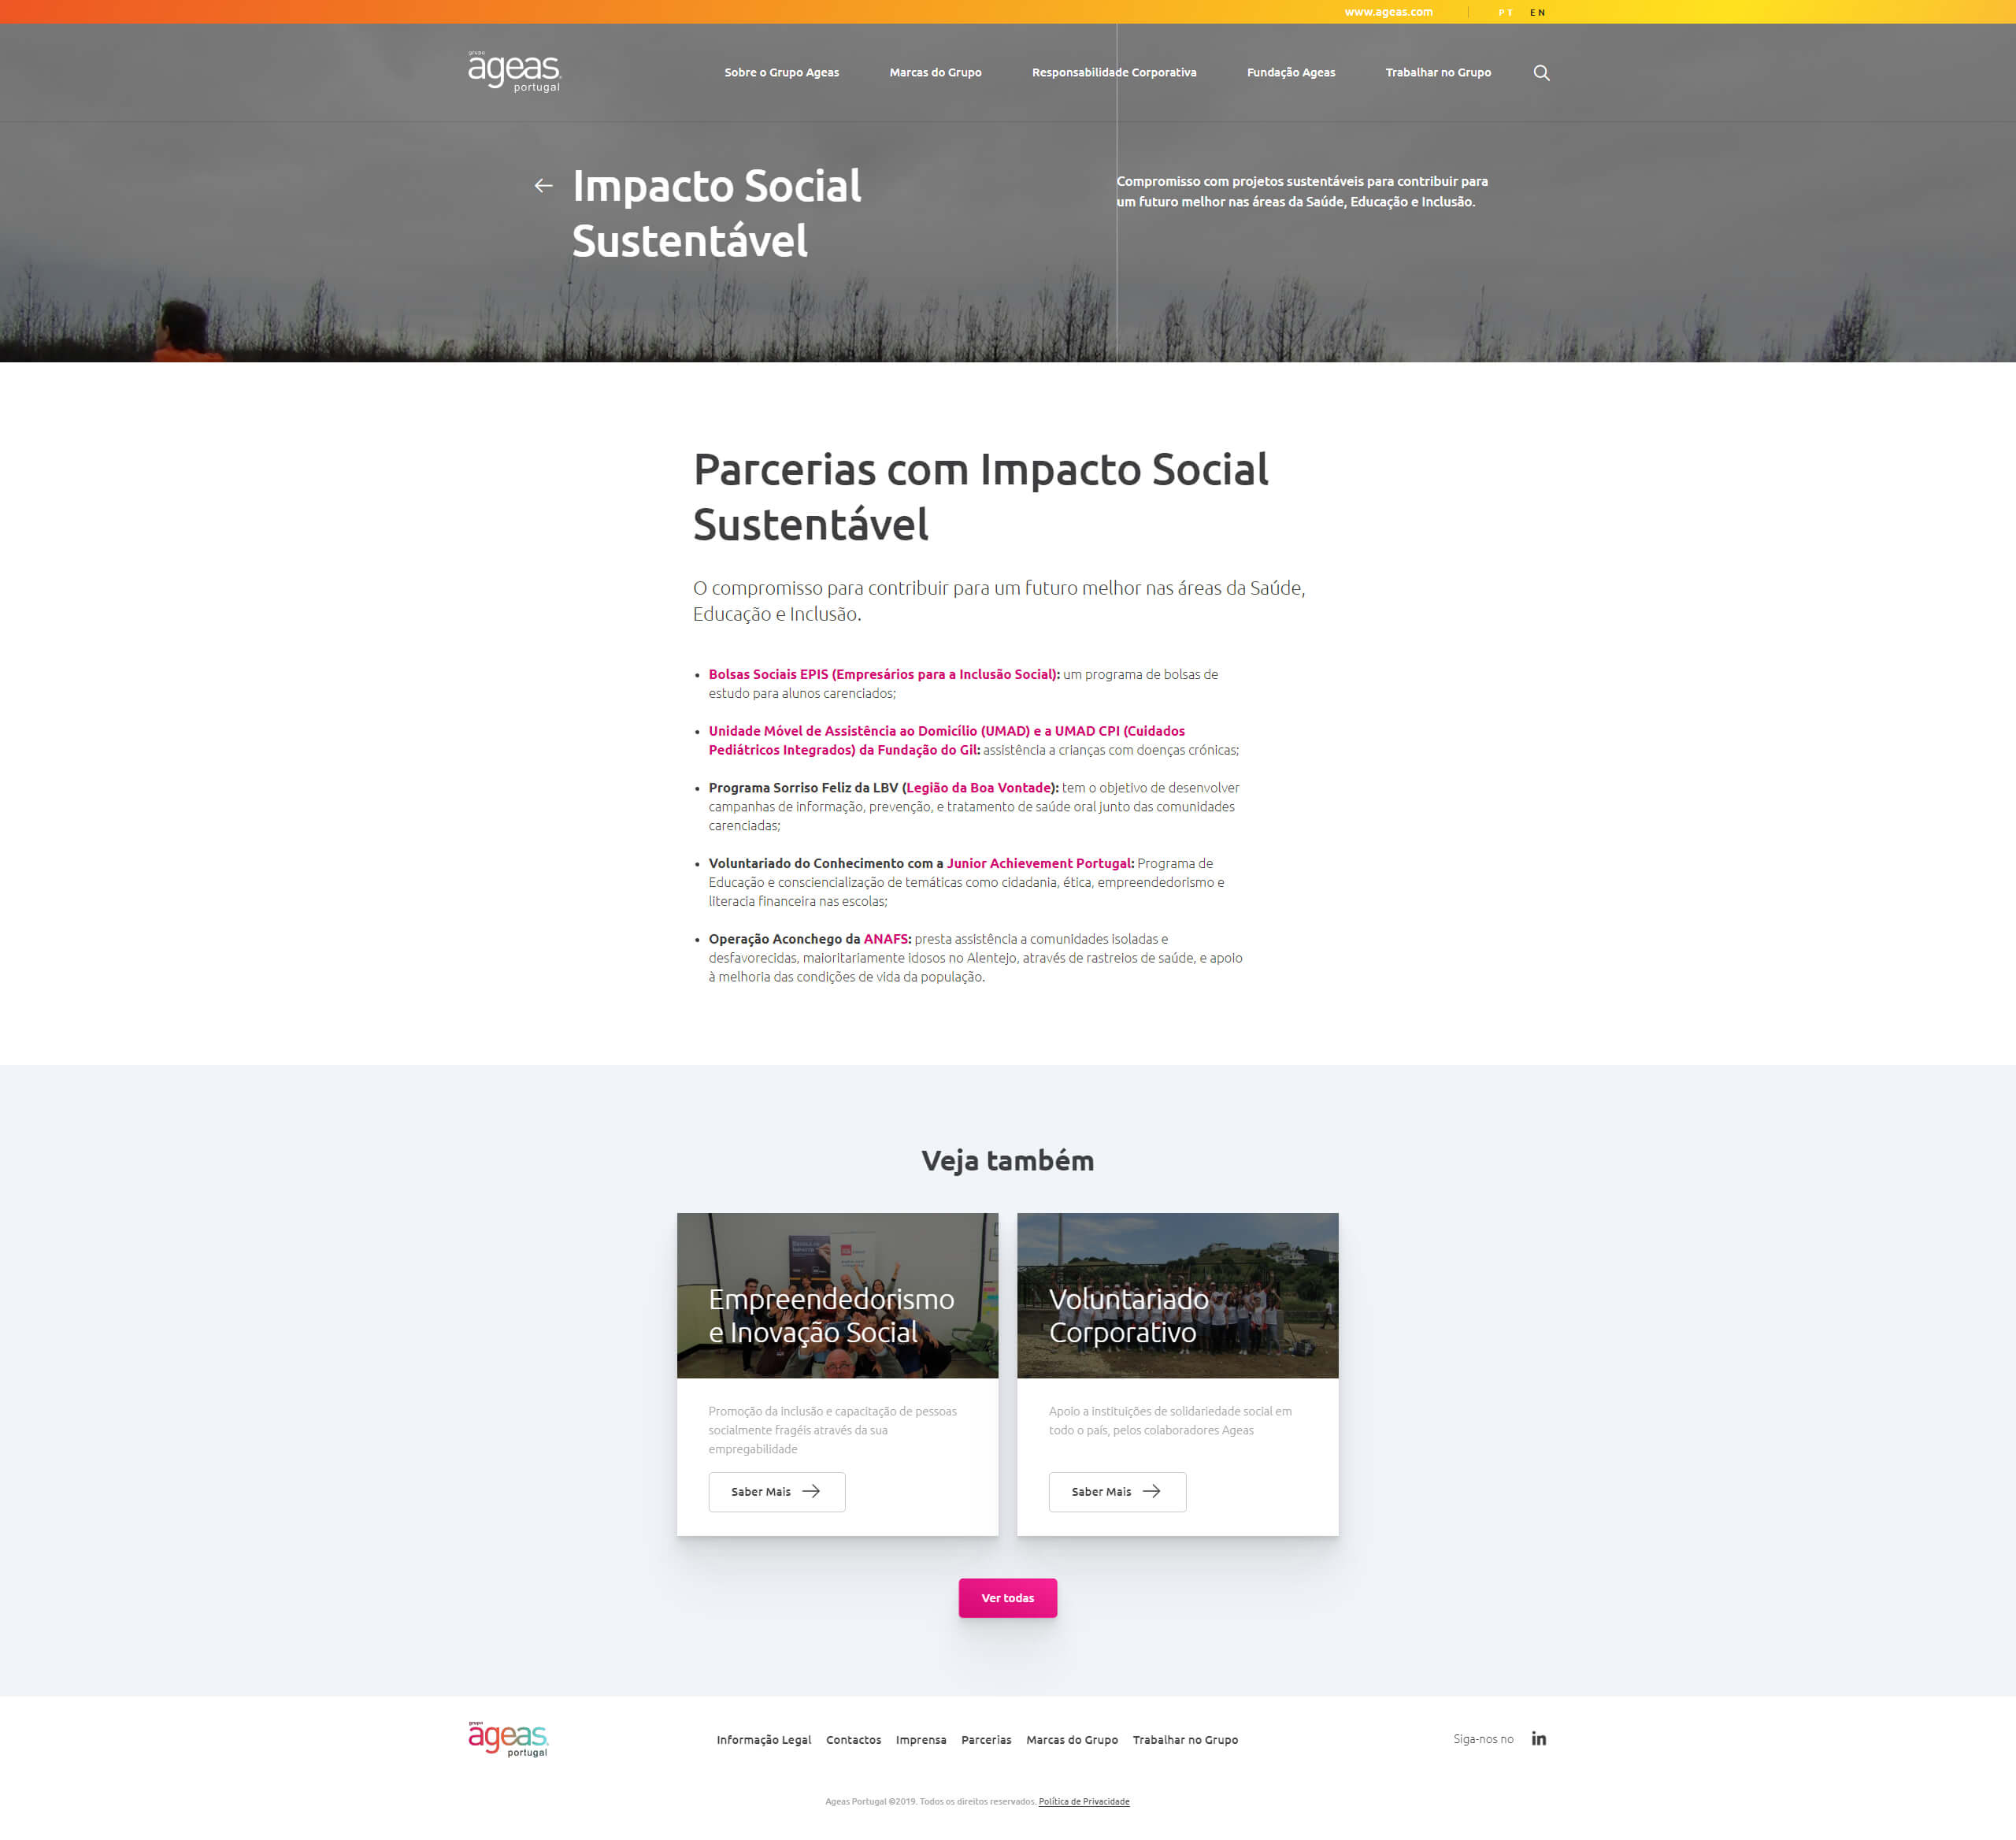 www.ageas.com PT EN
grupo
ageas
portugal
Sobre o Grupo Ageas Marcas do Grupo Responsabilidade Corporativa Fundação Ageas Trabalhar no Grupo
Impacto Social
Sustentável
Compromisso com projetos sustentáveis para contribuir para
um futuro melhor nas áreas da Saúde, Educação e Inclusão.
Parcerias com Impacto Social
Sustentável
O compromisso para contribuir para um futuro melhor nas áreas da Saúde,
Educação e Inclusão.
• Bolsas Sociais EPIS (Empresários para a Inclusão Social): um programa de bolsas de
estudo para alunos carenciados;
• Unidade Móvel de Assistência ao Domicílio (UMAD) e a UMAD CPI (Cuidados
Pediátricos Integrados) da Fundação do Gil: assistência a crianças com doenças crónicas;
• Programa Sorriso Feliz da LBV (Legião da Boa Vontade): tem o objetivo de desenvolver
campanhas de informação, prevenção, e tratamento de saúde oral junto das comunidades
carenciadas;
• Voluntariado do Conhecimento com a Junior Achievement Portugal: Programa de
Educação e consciencialização de temáticas como cidadania, ética, empreendedorismo e
literacia financeira nas escolas;
• Operação Aconchego da ANAFS: presta assistência a comunidades isoladas e
desfavorecidas, maioritariamente idosos no Alentejo, através de rastreios de saúde, e apoio
à melhoria das condições de vida da população.
Veja também
Empreendedorismo
e Inovação Social
Promoção da inclusão e capacitação de pessoas
socialmente fragéis através da sua
empregabilidade
Saber Mais
Voluntariado
Corporativo
Apoio a instituições de solidariedade social em
todo o país, pelos colaboradores Ageas
Saber Mais
Ver todas
grupo
ageas
portugal
Informação Legal Contactos Imprensa Parcerias Marcas do Grupo Trabalhar no Grupo
Siga-nos no in
Ageas Portugal ©2019. Todos os direitos reservados. Política de Privacidade